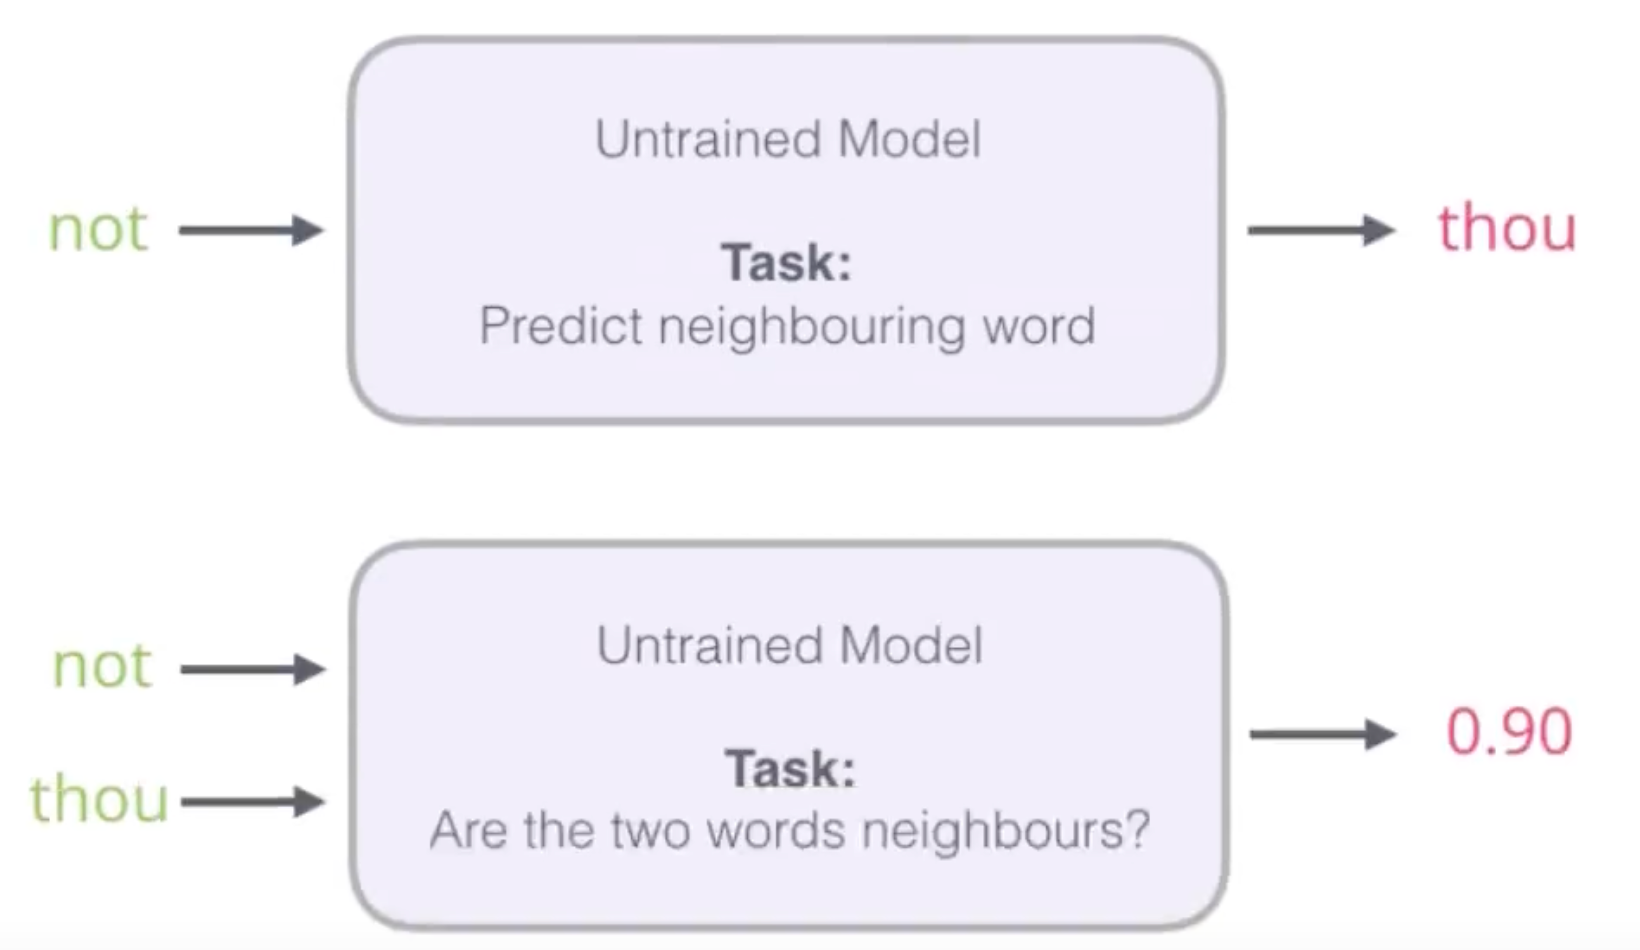 Untrained Model
not
thou
Task:
Predict neighbouring word
Untrained Model
not
thou
0.90
Task:
Are the two words neighbours?